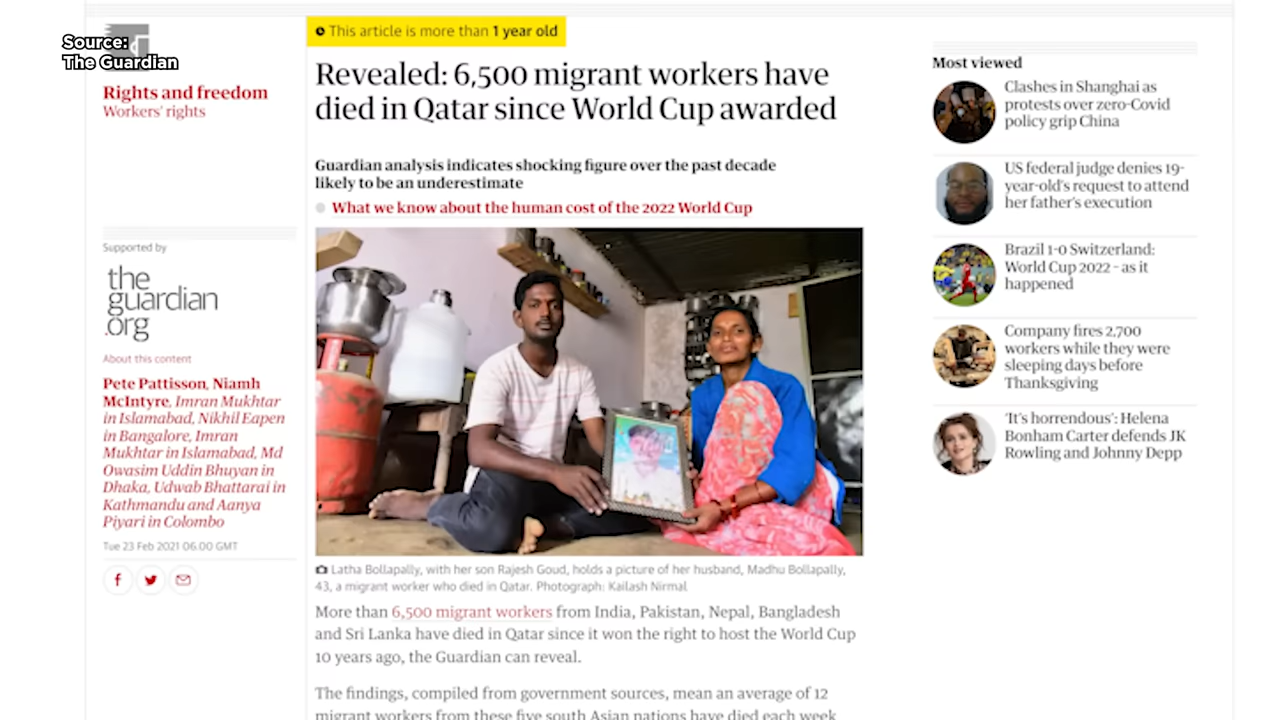 Source:
The Guardian
Rights and freedom
Workers' rights
Supported by
the
guardian
.org
About this content
Pete Pattisson, Niamh
McIntyre, Imran Mukhtar
in Islamabad, Nikhil Eapen
in Bangalore, Imran
Mukhtar in Islamabad, Md
Owasim Uddin Bhuyan in
Dhaka, Udwab Bhattarai in
Kathmandu and Aanya
Piyari in Colombo
Tue 23 Feb 2021 06.00 GMT
This article is more than 1 year old
Revealed: 6,500 migrant workers have
died in Qatar since World Cup awarded
Guardian analysis indicates shocking figure over the past decade
likely to be an underestimate
What we know about the human cost of the 2022 World Cup
Latha Bollapally, with her son Rajesh Goud, holds a picture of her husband, Madhu Bollapally,
43, a migrant worker who died in Qatar. Photograph: Kailash Nirmal
More than 6,500 migrant workers from India, Pakistan, Nepal, Bangladesh
and Sri Lanka have died in Qatar since it won the right to host the World Cup
10 years ago, the Guardian can reveal.
The findings, compiled from government sources, mean an average of 12
migrant workers from these five south Asian nations have died each week
Most viewed
Clashes in Shanghai as
protests over zero-Covid
policy grip China
US federal judge denies 19-
year-old's request to attend
her father's execution
Brazil 1-0 Switzerland:
World Cup 2022 – as it
happened
Company fires 2,700
workers while they were
sleeping days before
Thanksgiving
'It's horrendous': Helena
Bonham Carter defends JK
Rowling and Johnny Depp